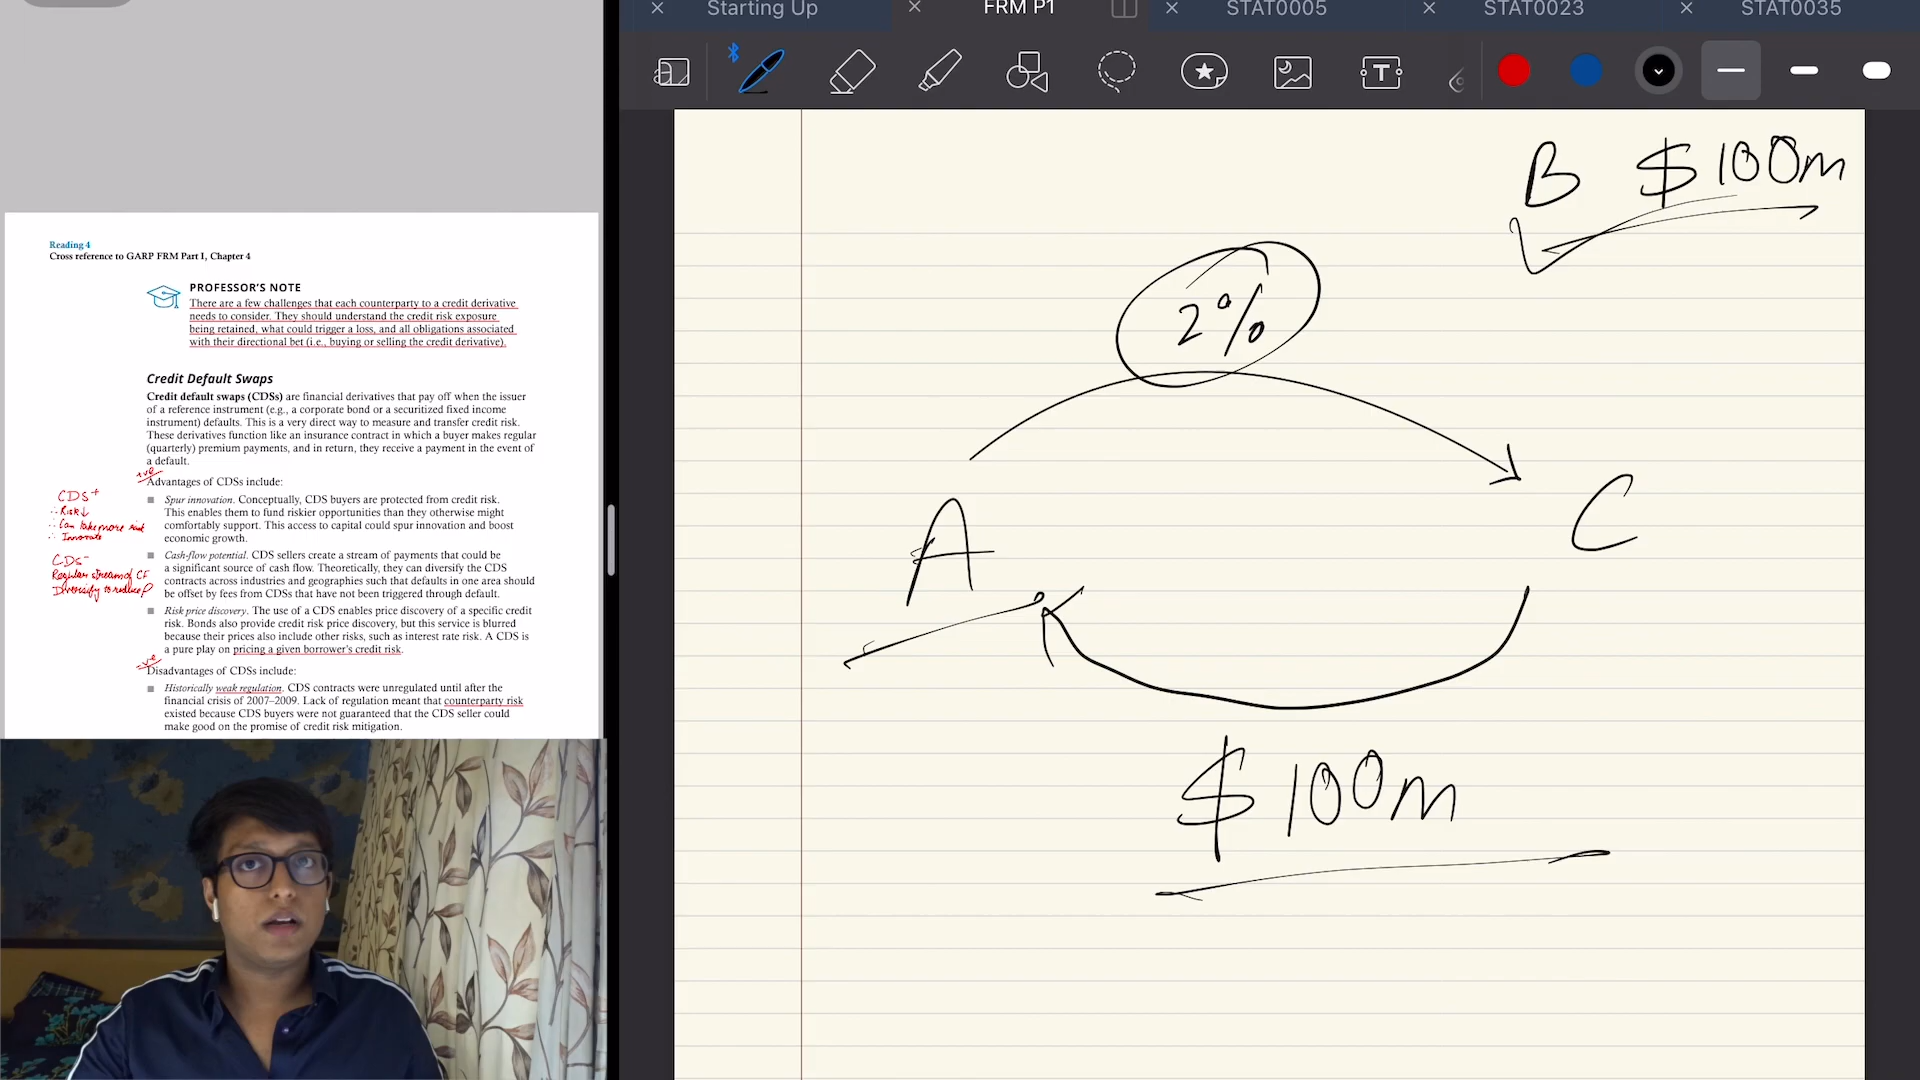 Starting Up
FRM P1
STAT0005
STAT0023
STAT0035
T
Reading 4
Cross reference to GARP FRM Part 1, Chapter 4
PROFESSOR'S NOTE
There are a few challenges that each counterparty to a credit derivative
needs to consider. They should understand the credit risk exposure
being retained, what could trigger a loss, and all obligations associated
with their directional bet (i.e., buying or selling the credit derivative).
Credit Default Swaps
Credit default swaps (CDSs) are financial derivatives that pay off when the issuer
of a reference instrument (e.g., a corporate bond or a securitized fixed income
instrument) defaults. This is a very direct way to measure and transfer credit risk.
These derivatives function like an insurance contract in which a buyer makes regular
(quarterly) premium payments, and in return, they receive a payment in the event of
a default.
+ve
Advantages of CDSs include:
Spur innovation. Conceptually, CDS buyers are protected from credit risk.
This enables them to fund riskier opportunities than they otherwise might
comfortably support. This access to capital could spur innovation and boost
economic growth.
Cash-flow potential. CDS sellers create a stream of payments that could be
a significant source of cash flow. Theoretically, they can diversify the CDS
contracts across industries and geographies such that defaults in one area should
be offset by fees from CDSs that have not been triggered through default.
Risk price discovery. The use of a CDS enables price discovery of a specific credit
risk. Bonds also provide credit risk price discovery, but this service is blurred
because their prices also include other risks, such as interest rate risk. A CDS is
a pure play on pricing a given borrower's credit risk.
-ve
Disadvantages of CDSs include:
Historically weak regulation. CDS contracts were unregulated until after the
financial crisis of 2007–2009. Lack of regulation meant that counterparty risk
existed because CDS buyers were not guaranteed that the CDS seller could
make good on the promise of credit risk mitigation.
CDS+
∴ Risk↓
∴ Can take more risk
∴ Innovate
CDS-
Regular stream of CF
Diversify to reduce ρ
B $100m
2%
A
C
$100m